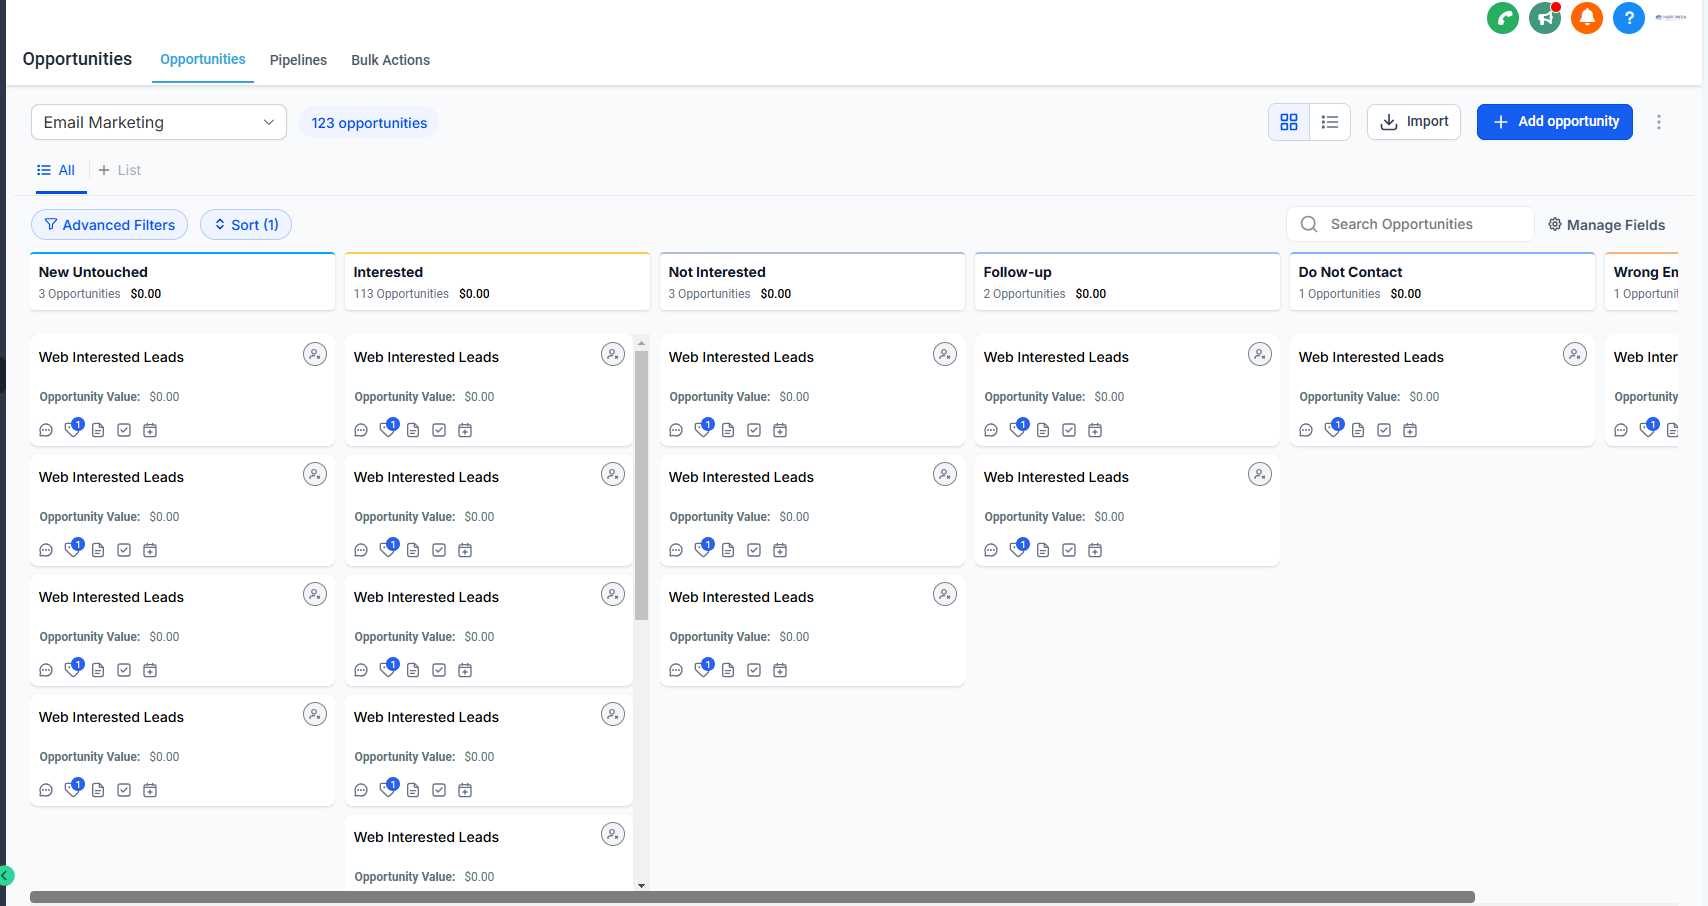 ?
Opportunities
Opportunities
Pipelines
Bulk Actions
Email Marketing
123 opportunities
Import
Add opportunity
All
List
Advanced Filters
Sort (1)
Search Opportunities
Manage Fields
New Untouched
3 Opportunities $0.00
Interested
113 Opportunities $0.00
Not Interested
3 Opportunities $0.00
Follow-up
2 Opportunities $0.00
Do Not Contact
1 Opportunities $0.00
Wrong Em
1 Opportunit
Web Interested Leads
Opportunity Value: $0.00
1
Web Interested Leads
Opportunity Value: $0.00
1
Web Interested Leads
Opportunity Value: $0.00
1
Web Interested Leads
Opportunity Value: $0.00
1
Web Interested Leads
Opportunity Value: $0.00
1
Web Interested Leads
Opportunity Value: $0.00
1
Web Interested Leads
Opportunity Value: $0.00
1
Web Interested Leads
Opportunity Value: $0.00
1
Web Interested Leads
Opportunity Value: $0.00
Web Interested Leads
Opportunity Value: $0.00
1
Web Interested Leads
Opportunity Value: $0.00
1
Web Interested Leads
Opportunity Value: $0.00
1
Web Interested Leads
Opportunity Value: $0.00
1
Web Interested Leads
Opportunity Value: $0.00
1
Web Interested Leads
Opportunity Value: $0.00
1
Web Inter
Opportunity
1